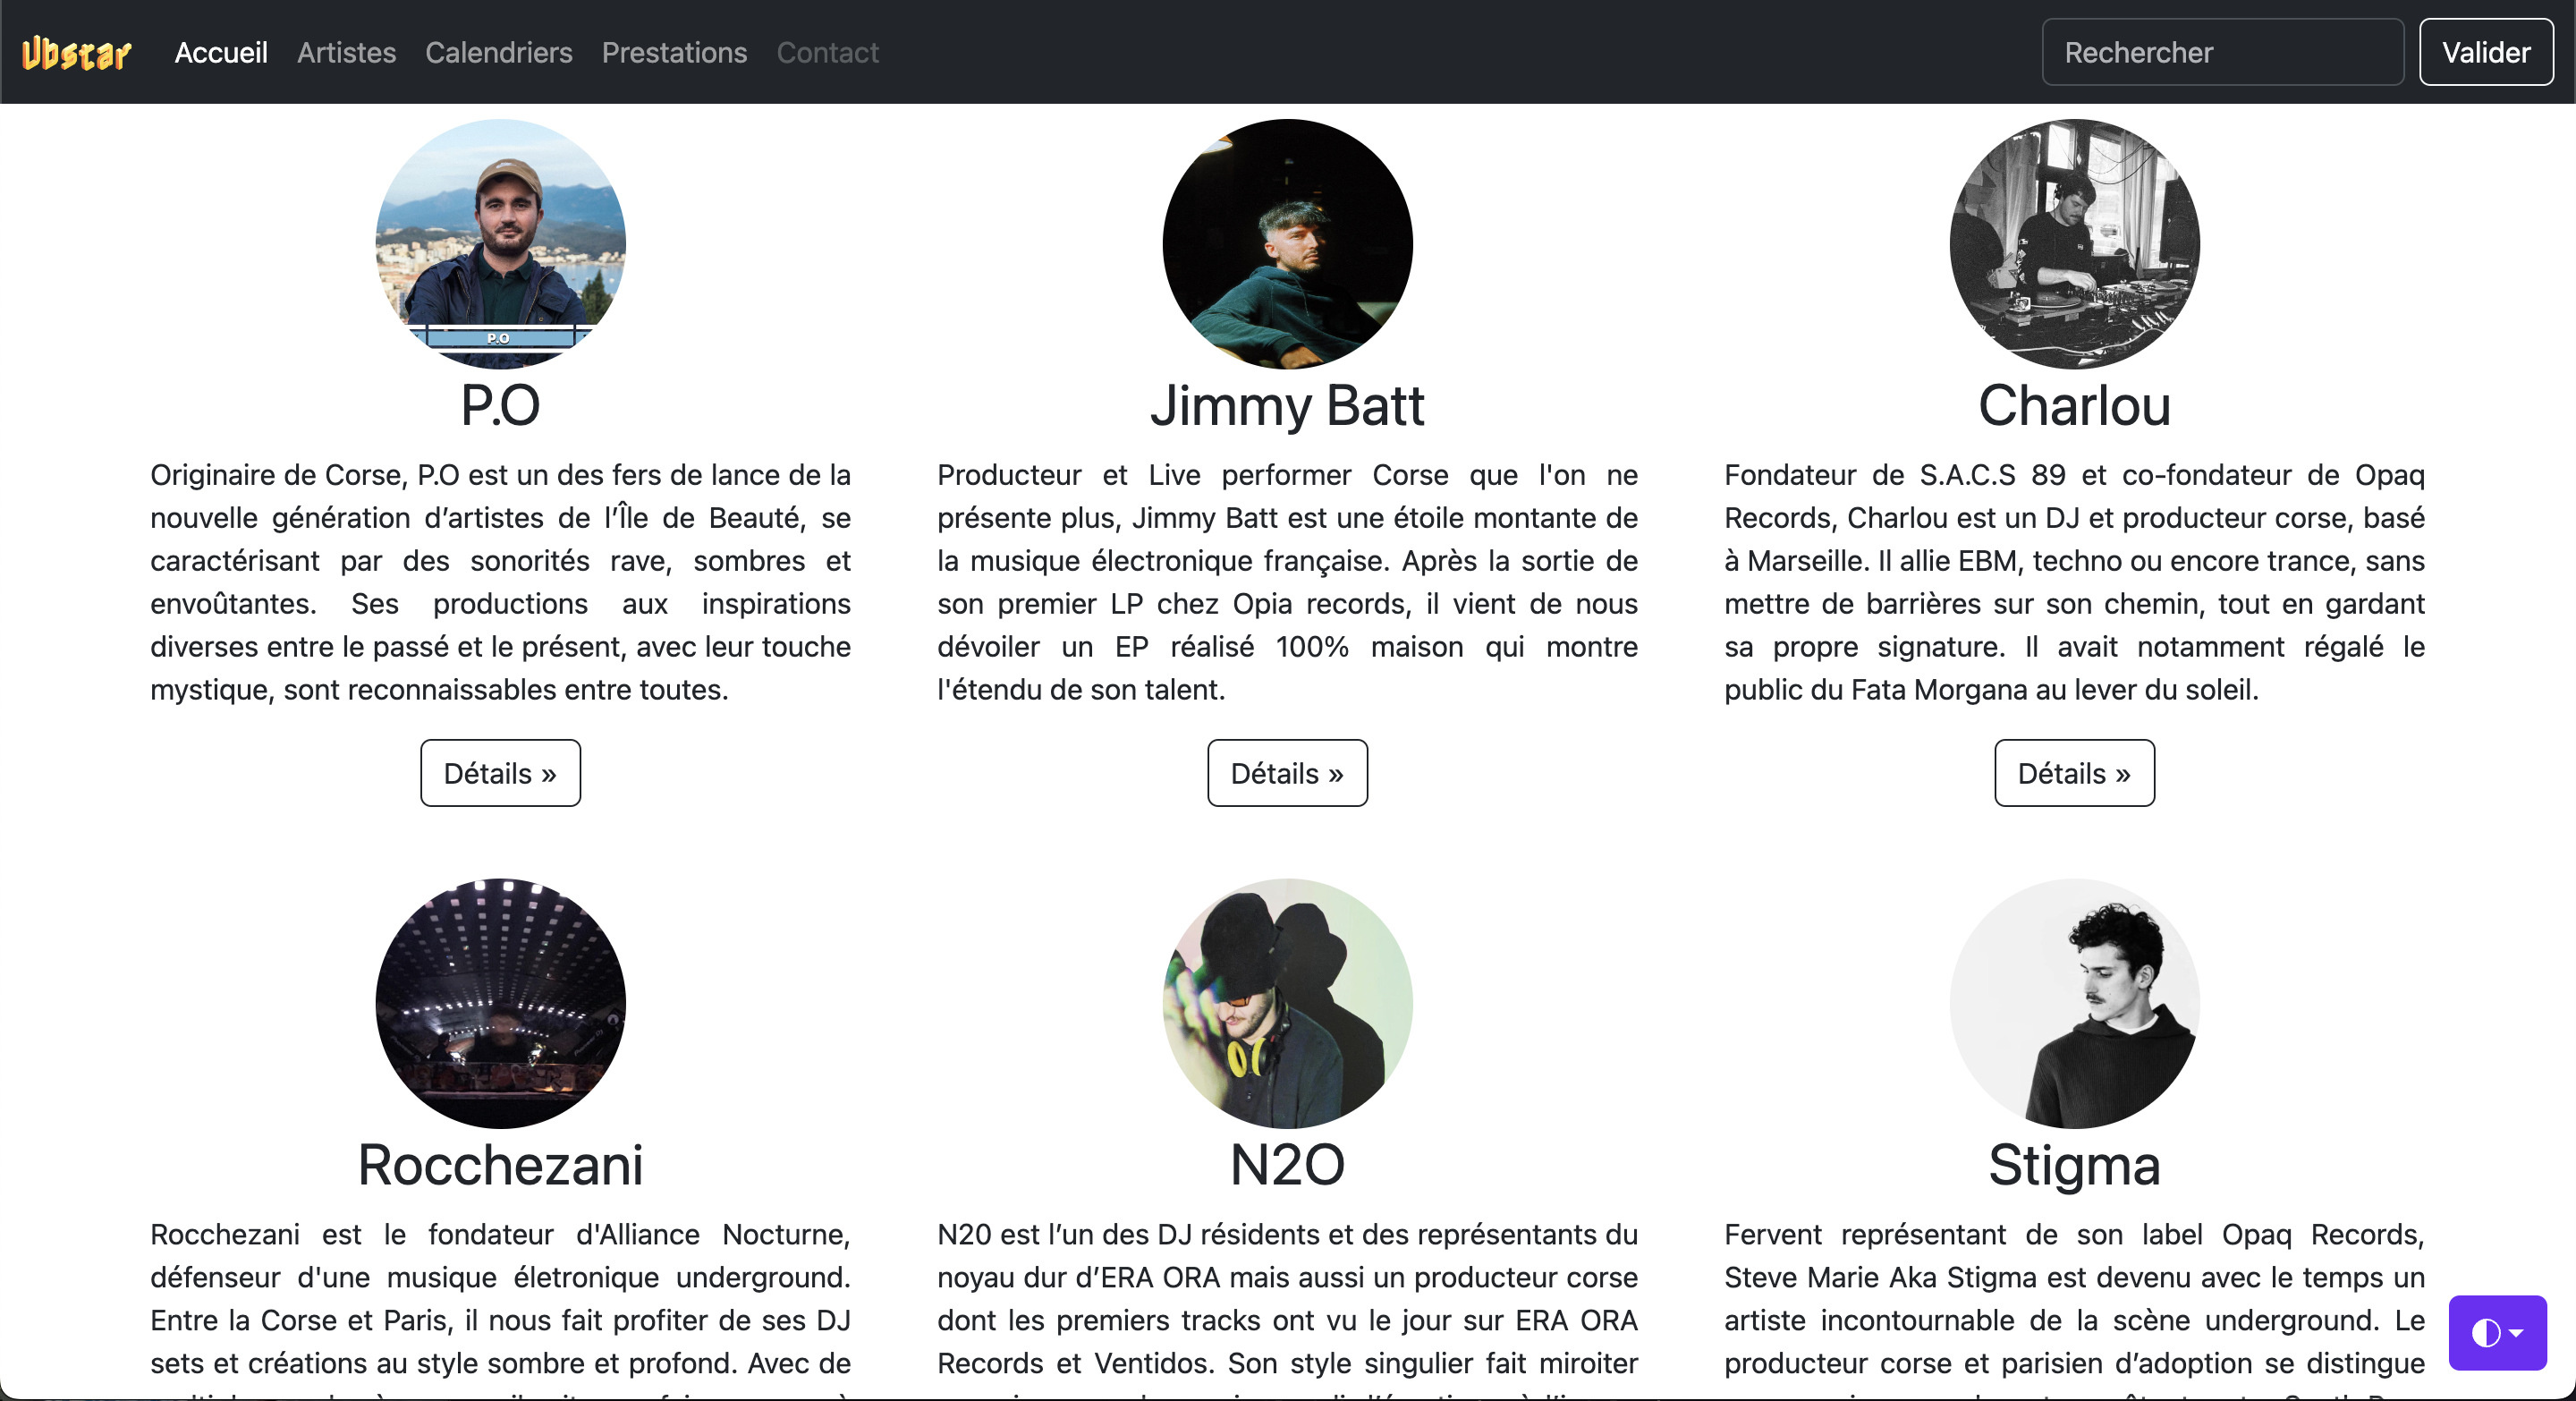 Ubstar Accueil Artistes Calendriers Prestations Contact Rechercher Valider
P.O
P.O
Originaire de Corse, P.O est un des fers de lance de la
nouvelle génération d’artistes de l’Île de Beauté, se
caractérisant par des sonorités rave, sombres et
envoûtantes. Ses productions aux inspirations
diverses entre le passé et le présent, avec leur touche
mystique, sont reconnaissables entre toutes.
Détails »
Jimmy Batt
Producteur et Live performer Corse que l'on ne
présente plus, Jimmy Batt est une étoile montante de
la musique électronique française. Après la sortie de
son premier LP chez Opia records, il vient de nous
dévoiler un EP réalisé 100% maison qui montre
l'étendu de son talent.
Détails »
Charlou
Fondateur de S.A.C.S 89 et co-fondateur de Opaq
Records, Charlou est un DJ et producteur corse, basé
à Marseille. Il allie EBM, techno ou encore trance, sans
mettre de barrières sur son chemin, tout en gardant
sa propre signature. Il avait notamment régalé le
public du Fata Morgana au lever du soleil.
Détails »
Rocchezani
Rocchezani est le fondateur d'Alliance Nocturne,
défenseur d'une musique életronique underground.
Entre la Corse et Paris, il nous fait profiter de ses DJ
sets et créations au style sombre et profond. Avec de
N2O
N20 est l’un des DJ résidents et des représentants du
noyau dur d’ERA ORA mais aussi un producteur corse
dont les premiers tracks ont vu le jour sur ERA ORA
Records et Ventidos. Son style singulier fait miroiter
Stigma
Fervent représentant de son label Opaq Records,
Steve Marie Aka Stigma est devenu avec le temps un
artiste incontournable de la scène underground. Le
producteur corse et parisien d’adoption se distingue